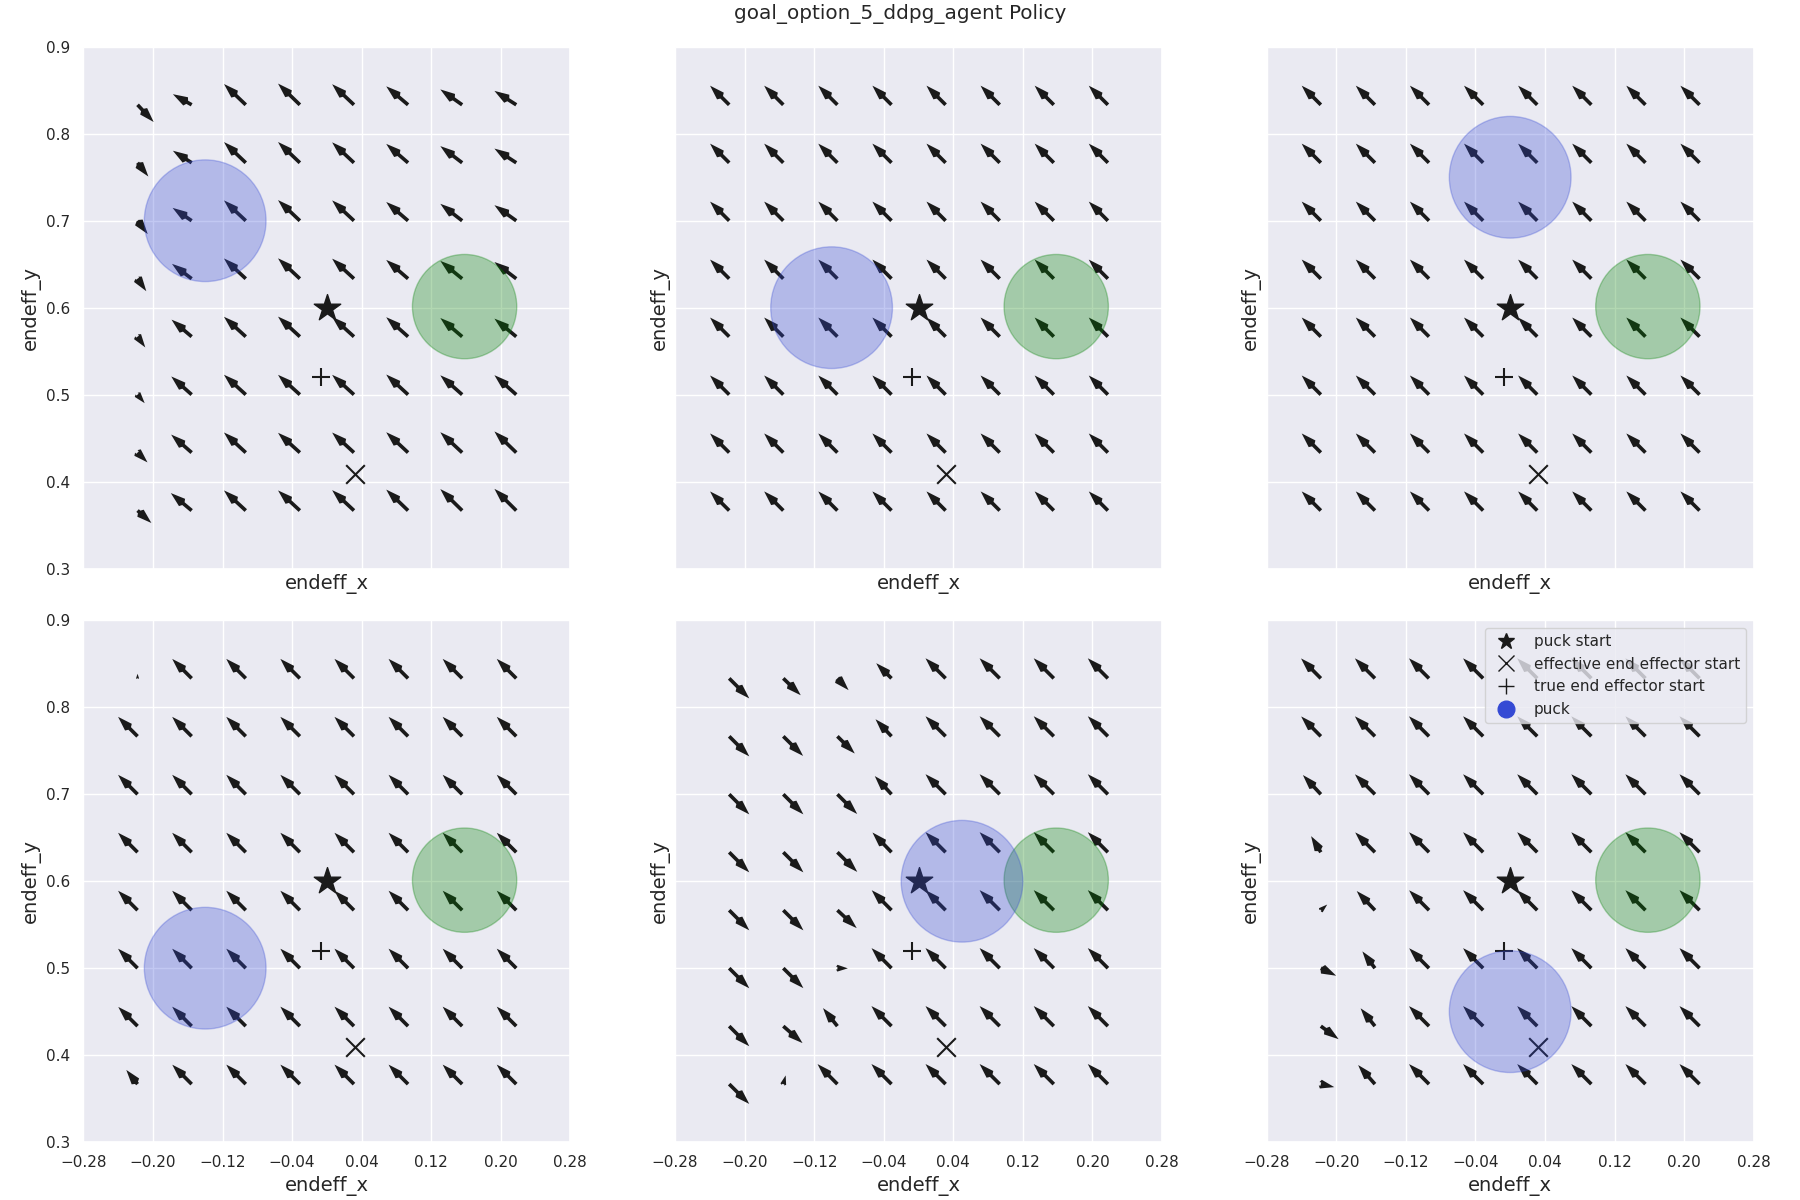 goal_option_5_ddpg_agent Policy
0.9
0.8
0.7
0.6
0.5
0.4
0.3
endeff_y
endeff_x
endeff_y
endeff_x
endeff_y
endeff_x
0.9
0.8
0.7
0.6
0.5
0.4
0.3
endeff_y
−0.28 −0.20 −0.12 −0.04 0.04 0.12 0.20 0.28
endeff_x
endeff_y
−0.28 −0.20 −0.12 −0.04 0.04 0.12 0.20 0.28
endeff_x
puck start
effective end effector start
true end effector start
puck
endeff_y
−0.28 −0.20 −0.12 −0.04 0.04 0.12 0.20 0.28
endeff_x